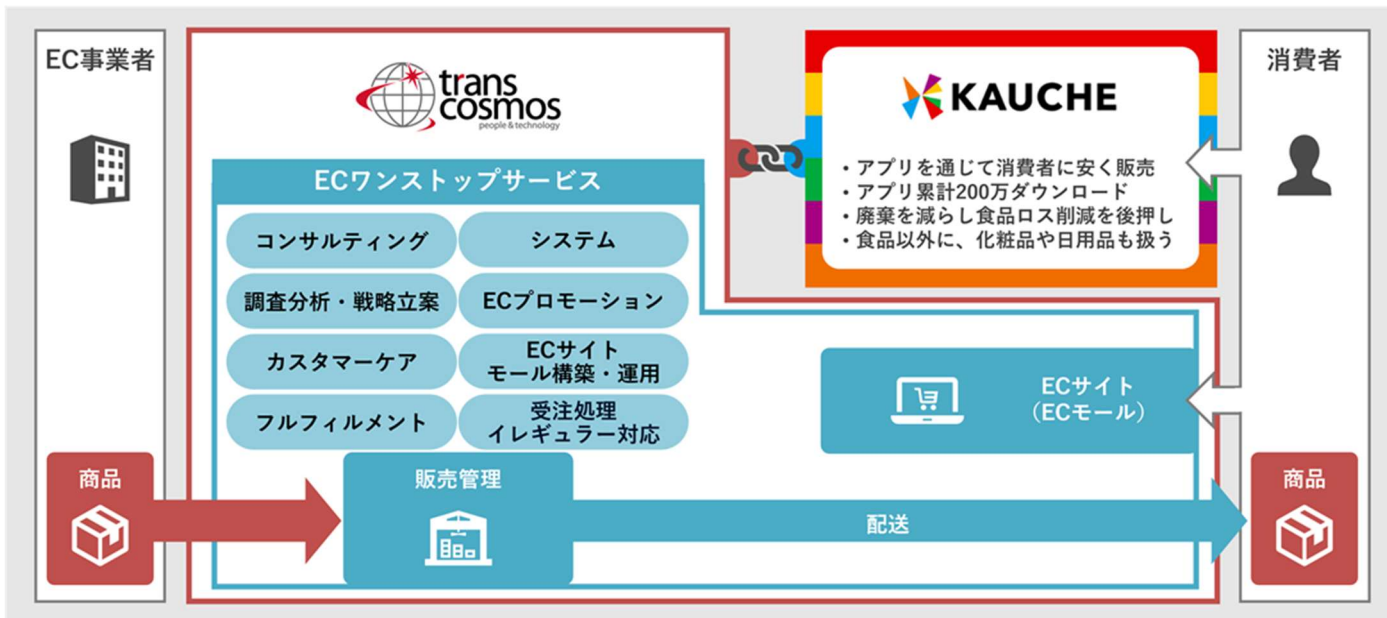 EC事業者
trans
cosmos
people & technology
ECワンストップサービス
コンサルティング
システム
調査分析・戦略立案
ECプロモーション
カスタマーケア
ECサイト
モール構築・運用
フルフィルメント
受注処理
イレギュラー対応
KAUCHE
・アプリを通じて消費者に安く販売
・アプリ累計200万ダウンロード
・廃棄を減らし食品ロス削減を後押し
・食品以外に、化粧品や日用品も扱う
消費者
ECサイト
（ECモール）
商品
販売管理
配送
商品